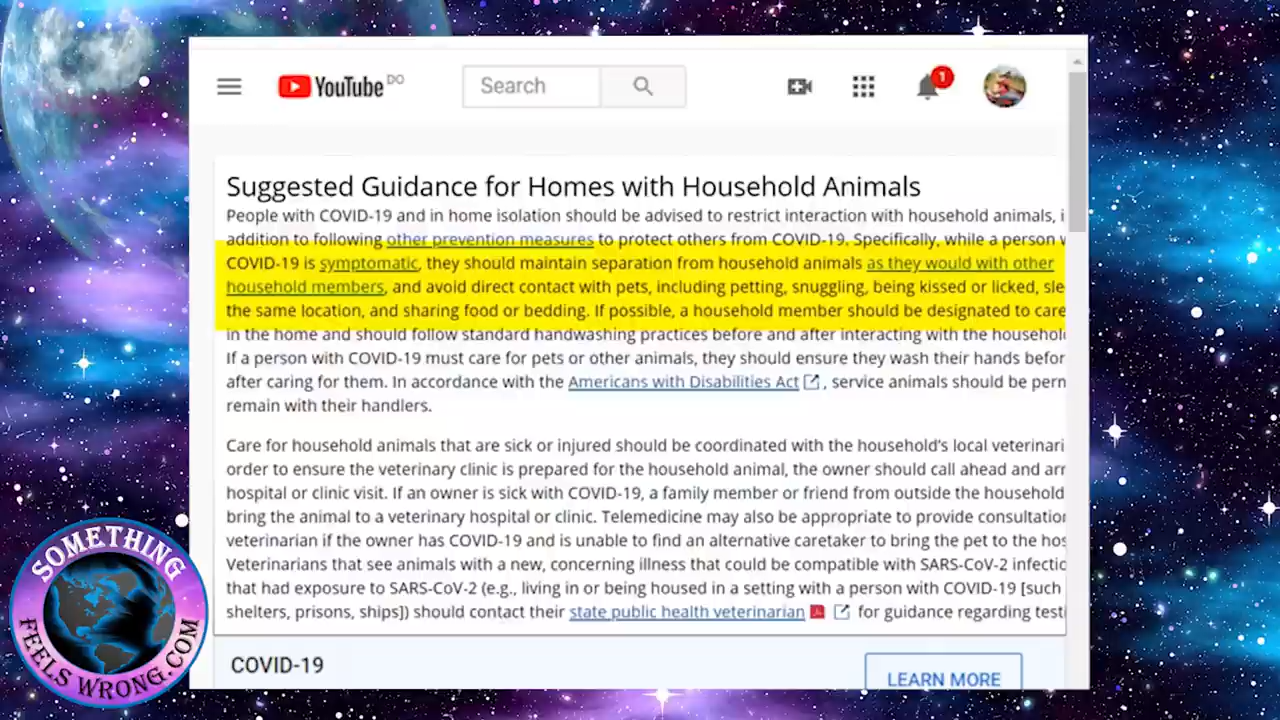 YouTube DO
Search
1
Suggested Guidance for Homes with Household Animals
People with COVID-19 and in home isolation should be advised to restrict interaction with household animals, i
addition to following other prevention measures to protect others from COVID-19. Specifically, while a person w
COVID-19 is symptomatic, they should maintain separation from household animals as they would with other
household members, and avoid direct contact with pets, including petting, snuggling, being kissed or licked, sle
the same location, and sharing food or bedding. If possible, a household member should be designated to care
in the home and should follow standard handwashing practices before and after interacting with the househol
If a person with COVID-19 must care for pets or other animals, they should ensure they wash their hands befor
after caring for them. In accordance with the Americans with Disabilities Act , service animals should be perm
remain with their handlers.
Care for household animals that are sick or injured should be coordinated with the household's local veterinari
order to ensure the veterinary clinic is prepared for the household animal, the owner should call ahead and arr
hospital or clinic visit. If an owner is sick with COVID-19, a family member or friend from outside the household
bring the animal to a veterinary hospital or clinic. Telemedicine may also be appropriate to provide consultation
veterinarian if the owner has COVID-19 and is unable to find an alternative caretaker to bring the pet to the hos
Veterinarians that see animals with a new, concerning illness that could be compatible with SARS-CoV-2 infectio
that had exposure to SARS-CoV-2 (e.g., living in or being housed in a setting with a person with COVID-19 [such
shelters, prisons, ships]) should contact their state public health veterinarian for guidance regarding testi
COVID-19
LEARN MORE
SOMETHING
FEELS WRONG.COM